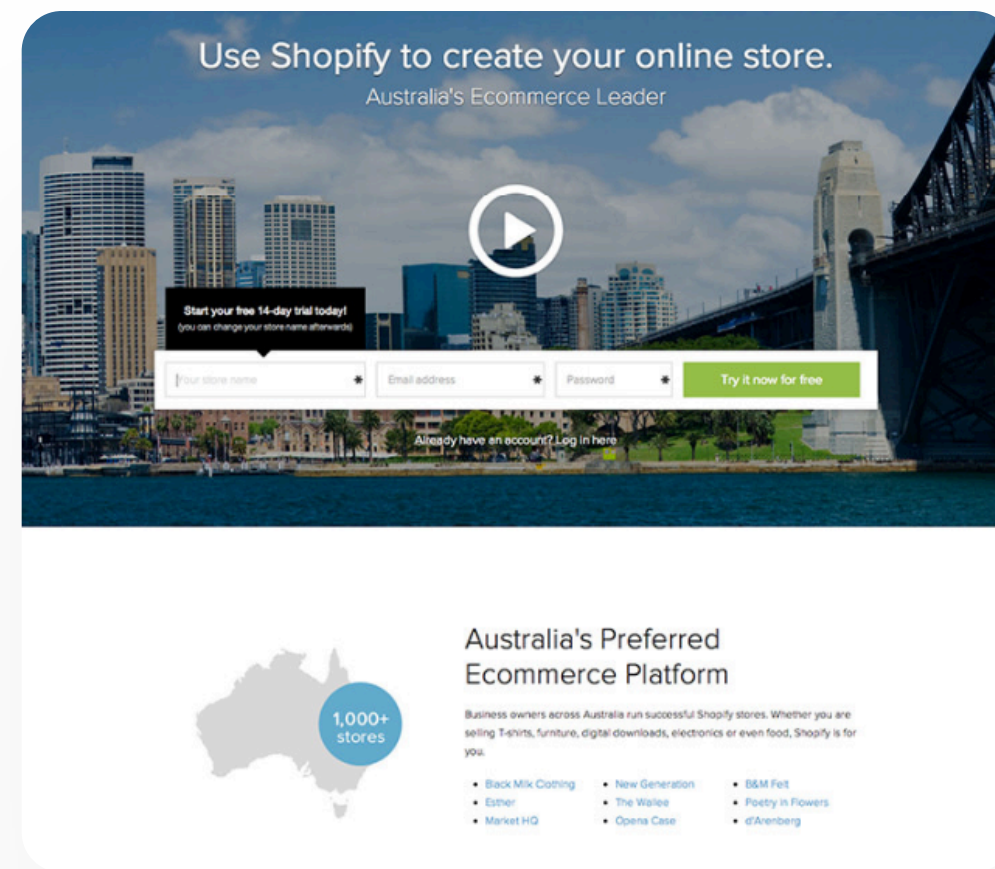 Use Shopify to create your online store.
Australia's Ecommerce Leader
Start your free 14-day trial today!
(you can change your store name afterwards)
Your store name *
Email address *
Password *
Try it now for free
Already have an account? Log in here
Australia's Preferred
Ecommerce Platform
1,000+
stores
Business owners across Australia run successful Shopify stores. Whether you are
selling T-shirts, furniture, digital downloads, electronics or even food, Shopify is for
you.
• Black Milk Clothing • New Generation • B&M Felt
• Esther • The Wallee • Poetry in Flowers
• Market HQ • Opena Case • d'Arenberg